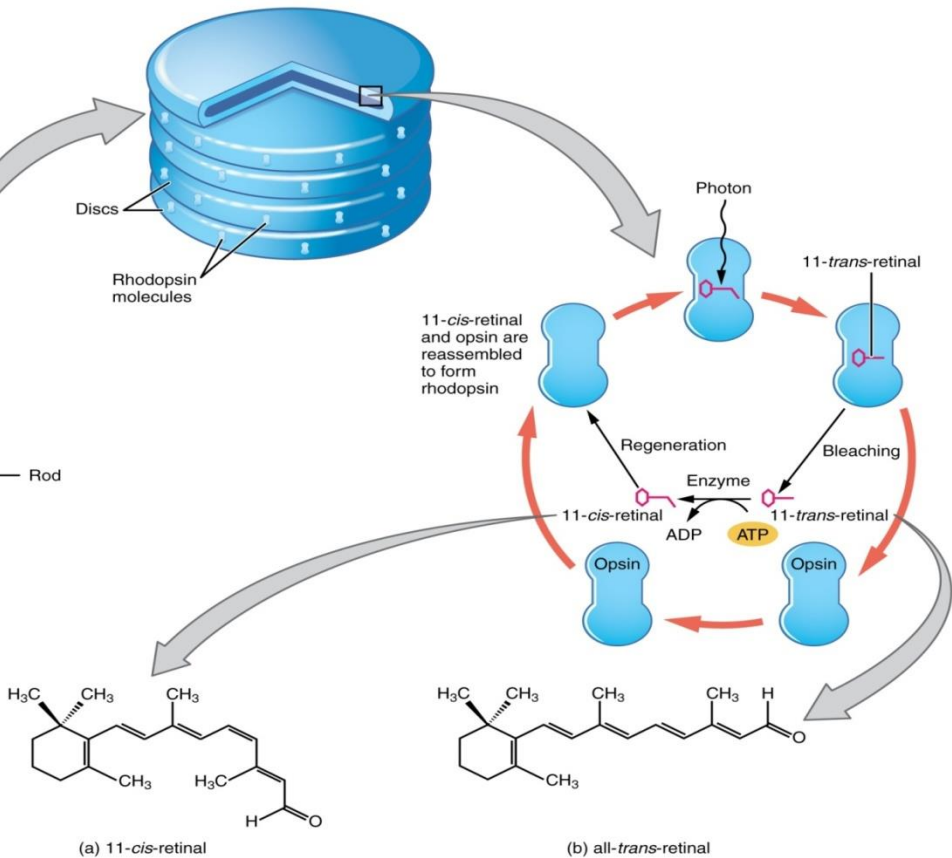 Discs
Rhodopsin
molecules
Photon
11-trans-retinal
11-cis-retinal
and opsin are
reassembled
to form
rhodopsin
Regeneration
Bleaching
Enzyme
Rod
11-cis-retinal
11-trans-retinal
ADP
ATP
Opsin
Opsin
H₃C
CH₃
CH₃
CH₃
H₃C
H
O
(a) 11-cis-retinal
H₃C
CH₃
CH₃
CH₃
H
O
CH₃
(b) all-trans-retinal